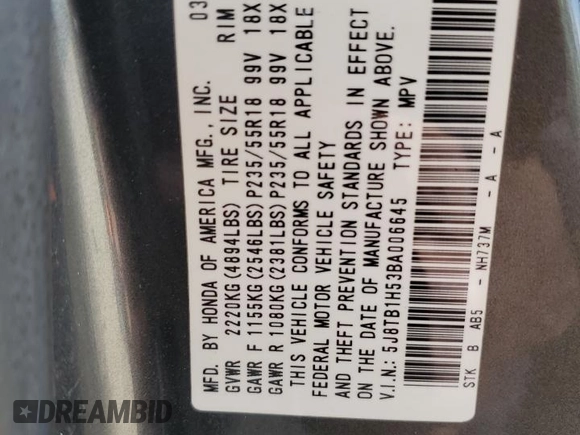 MFD. BY HONDA OF AMERICA MFG., INC. 03
GVWR 2220KG(4894LBS) TIRE SIZE RIM
GAWR F 1155KG(2546LBS)P235/55R18 99V 18X
GAWR R 1080KG(2381LBS)P235/55R18 99V 18X
THIS VEHICLE CONFORMS TO ALL APPLICABLE
FEDERAL MOTOR VEHICLE SAFETY
AND THEFT PREVENTION STANDARDS IN EFFECT
ON THE DATE OF MANUFACTURE SHOWN ABOVE.
V.I.N.: 5J8TB1H53BA006645 TYPE: MPV
STK B AB5 - NH737M - A - A
DREAMBID